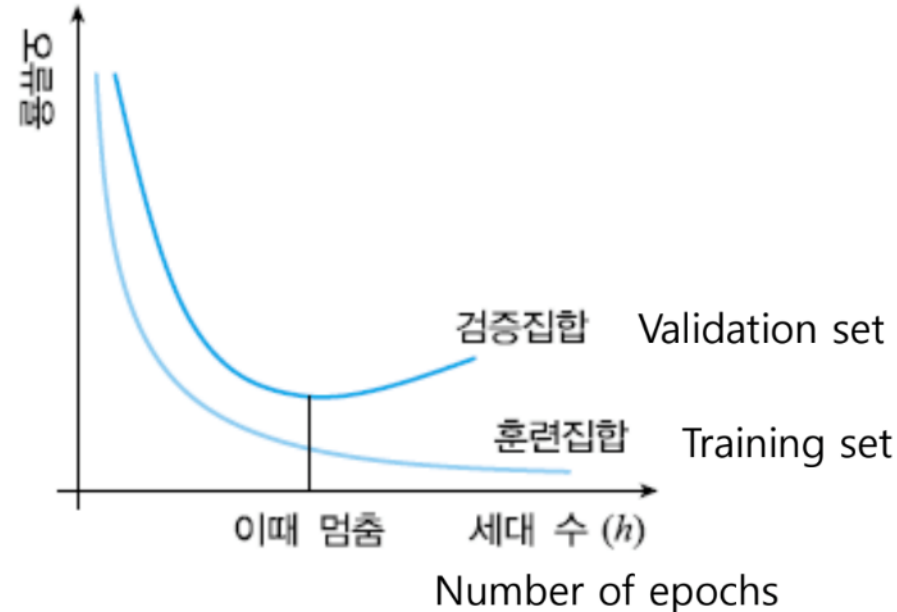 오류율
검증집합 Validation set
훈련집합 Training set
이때 멈춤 세대 수 (h)
Number of epochs